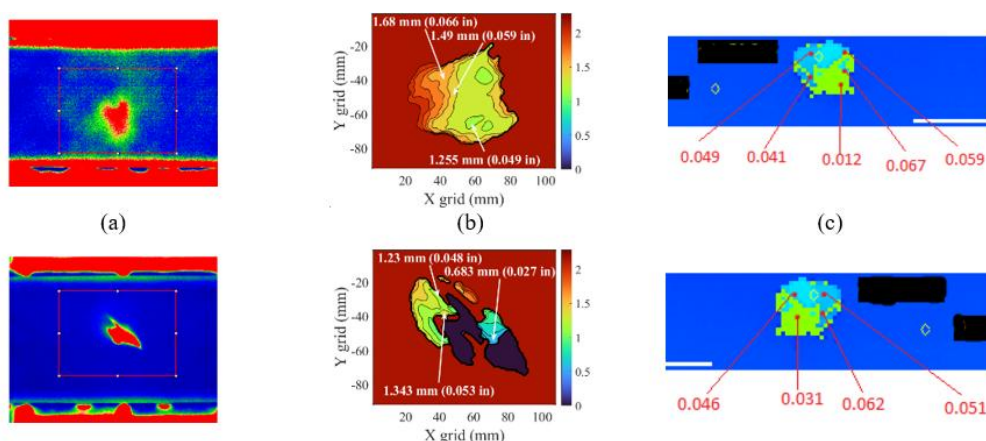 1.68 mm (0.066 in)
1.49 mm (0.059 in)
1.255 mm (0.049 in)
Y grid (mm)
-20
-40
-60
-80
20 40 60 80 100
X grid (mm)
2
1.5
1
0.5
0
0.049
0.041
0.012
0.067
0.059
(a)
(b)
(c)
1.23 mm (0.048 in)
0.683 mm (0.027 in)
1.343 mm (0.053 in)
Y grid (mm)
-20
-40
-60
-80
20 40 60 80 100
X grid (mm)
2
1.5
1
0.5
0
0.046
0.031
0.062
0.051